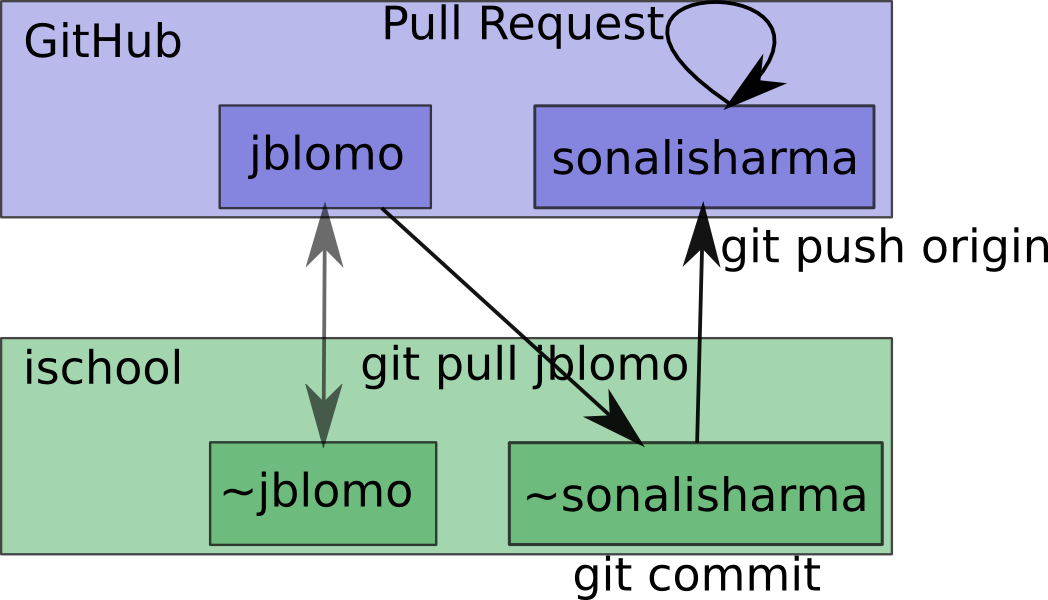 Pull Request
GitHub
jblomo
sonalisharma
git push origin
ischool
git pull jblomo
~jblomo
~sonalisharma
git commit